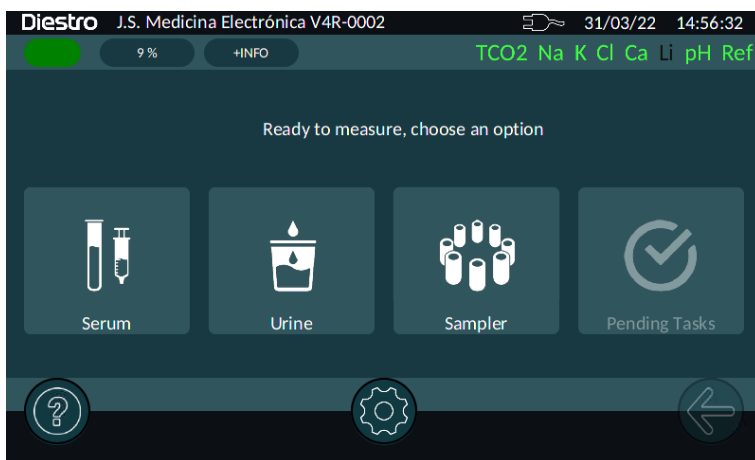 Diestro J.S. Medicina Electrónica V4R-0002 31/03/22 14:56:32
9 % +INFO TCO2 Na K Cl Ca Li pH Ref
Ready to measure, choose an option
Serum Urine Sampler Pending Tasks
?